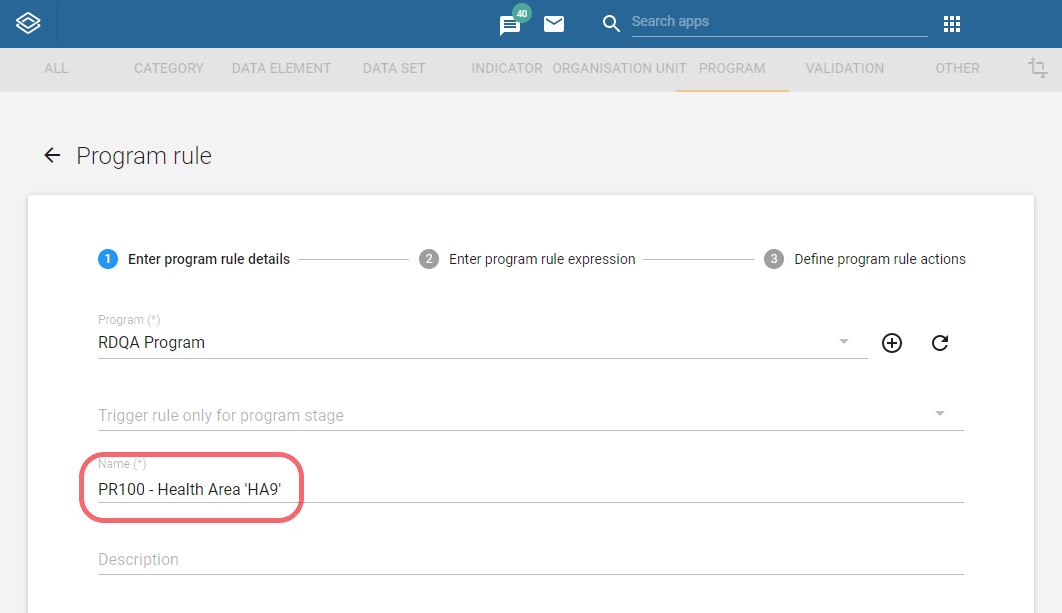 40
Search apps
ALL CATEGORY DATA ELEMENT DATA SET INDICATOR ORGANISATION UNIT PROGRAM VALIDATION OTHER
Program rule
1 Enter program rule details 2 Enter program rule expression 3 Define program rule actions
Program (*)
RDQA Program
Trigger rule only for program stage
Name (*)
PR100 - Health Area 'HA9'
Description